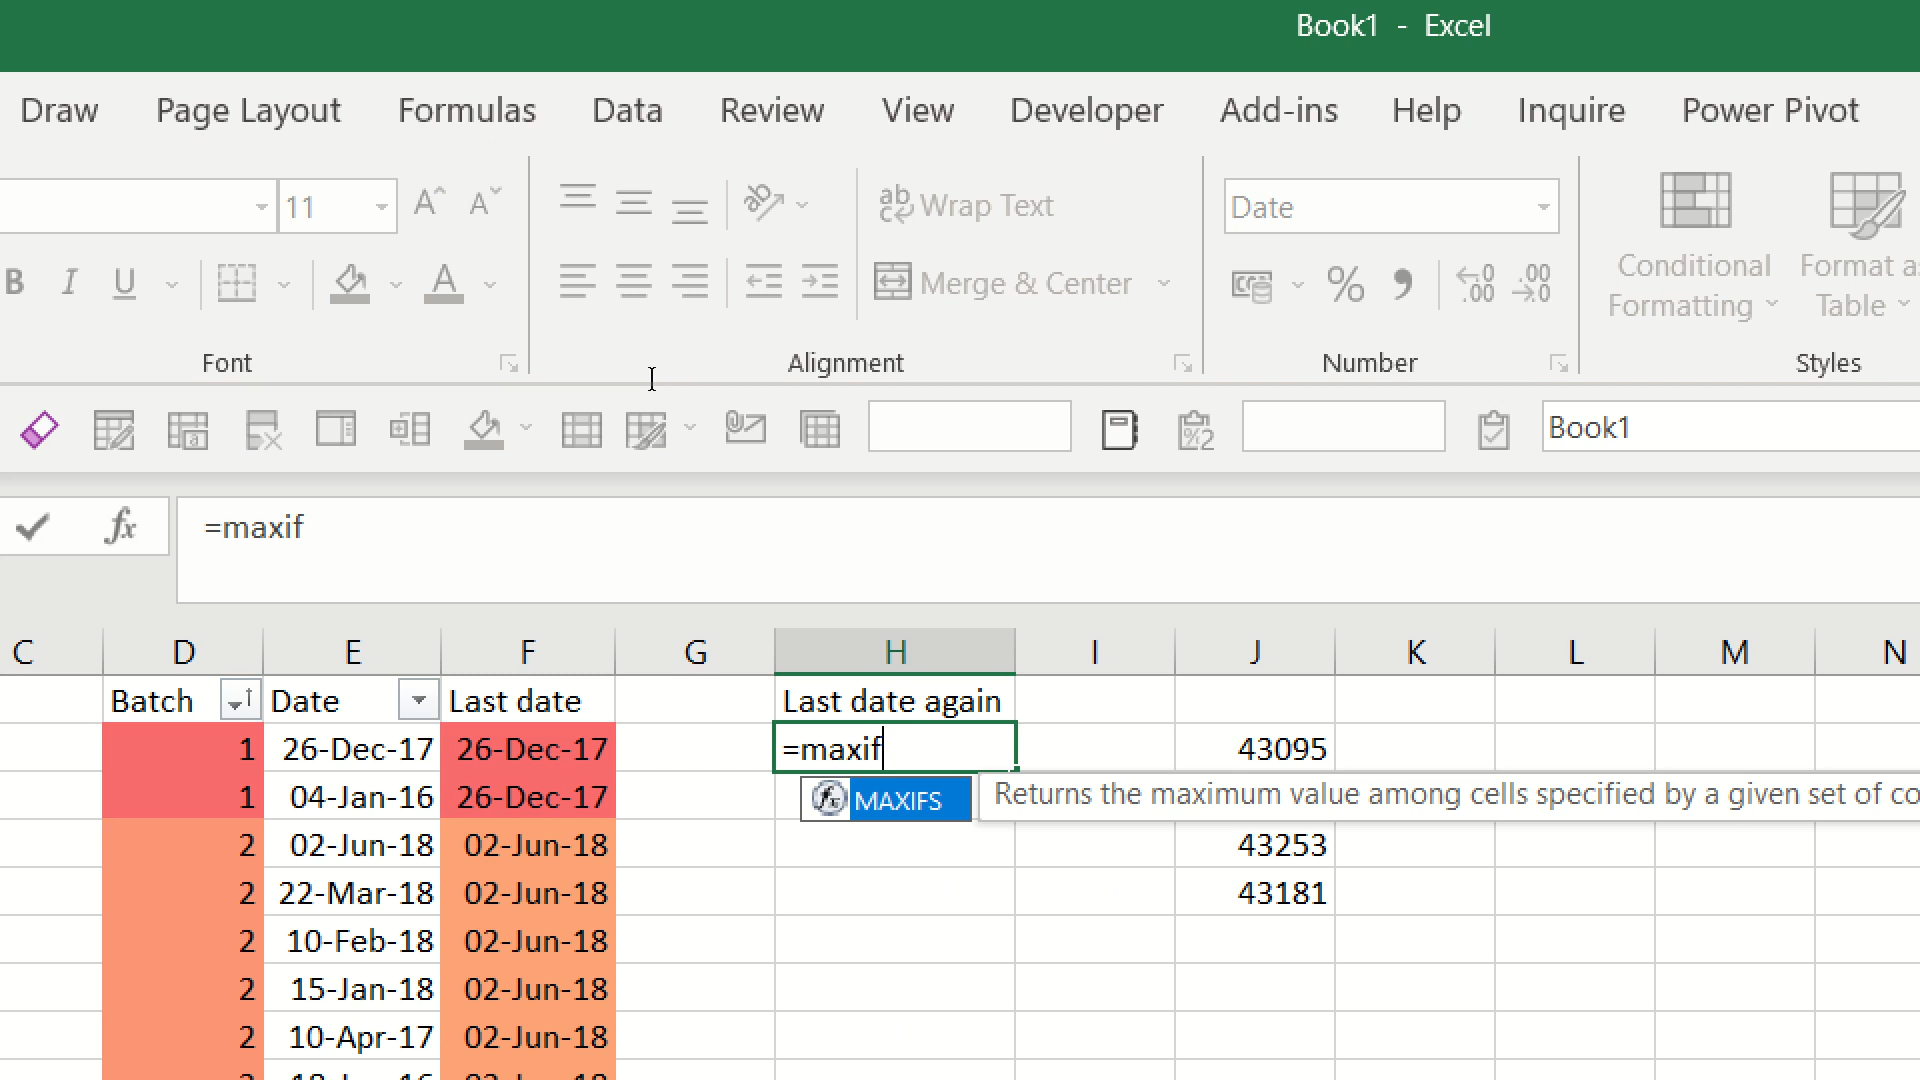 Book1 - Excel
Draw Page Layout Formulas Data Review View Developer Add-ins Help Inquire Power Pivot
11 A A ab Wrap Text Date
B I U A Merge & Center % Conditional Formatting Format as Table
Font Alignment Number Styles
Book1
fx =maxif
C D E F G H I J K L M N
Batch Date Last date Last date again
1 26-Dec-17 26-Dec-17 =maxif 43095
1 04-Jan-16 26-Dec-17 MAXIFS Returns the maximum value among cells specified by a given set of co
2 02-Jun-18 02-Jun-18 43253
2 22-Mar-18 02-Jun-18 43181
2 10-Feb-18 02-Jun-18
2 15-Jan-18 02-Jun-18
2 10-Apr-17 02-Jun-18